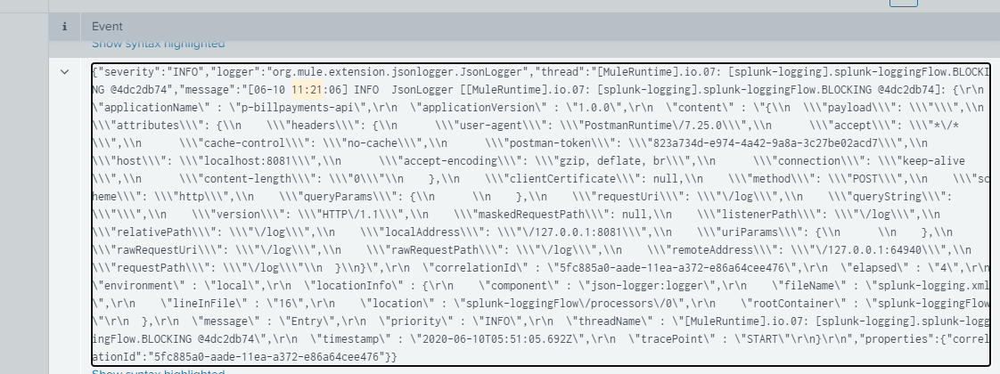 i Event
Show syntax highlighted
{"severity":"INFO","logger":"org.mule.extension.jsonlogger.JsonLogger","thread":"[MuleRuntime].io.07: [splunk-logging].splunk-loggingFlow.BLOCKI
NG @4dc2db74","message":"[06-10 11:21:06] INFO  JsonLogger [[MuleRuntime].io.07: [splunk-logging].splunk-loggingFlow.BLOCKING @4dc2db74]: {\r\n
\"applicationName\" : \"p-billpayments-api\",\r\n  \"applicationVersion\" : \"1.0.0\",\r\n  \"content\" : \"{\\n  \\\"payload\\\": \\\"\\\",\\n
\\\"attributes\\\": {\\n    \\\"headers\\\": {\\n      \\\"user-agent\\\": \\\"PostmanRuntime\/7.25.0\\\",\\n      \\\"accept\\\": \\\"*\/*
\\\",\\n      \\\"cache-control\\\": \\\"no-cache\\\",\\n      \\\"postman-token\\\": \\\"823a734d-e974-4a42-9a8a-3c27be02acd7\\\",\\n
\\\"host\\\": \\\"localhost:8081\\\",\\n      \\\"accept-encoding\\\": \\\"gzip, deflate, br\\\",\\n      \\\"connection\\\": \\\"keep-alive
\\\",\\n      \\\"content-length\\\": \\\"0\\\"\\n    },\\n    \\\"clientCertificate\\\": null,\\n    \\\"method\\\": \\\"POST\\\",\\n    \\\"sc
heme\\\": \\\"http\\\",\\n    \\\"queryParams\\\": {\\n      \\n    },\\n    \\\"requestUri\\\": \\\"\/log\\\",\\n    \\\"queryString\\\":
\\\"\\\",\\n    \\\"version\\\": \\\"HTTP\/1.1\\\",\\n    \\\"maskedRequestPath\\\": null,\\n    \\\"listenerPath\\\": \\\"\/log\\\",\\n
\\\"relativePath\\\": \\\"\/log\\\",\\n    \\\"localAddress\\\": \\\"\/127.0.0.1:8081\\\",\\n    \\\"uriParams\\\": {\\n      \\n    },\\n
\\\"rawRequestUri\\\": \\\"\/log\\\",\\n    \\\"rawRequestPath\\\": \\\"\/log\\\",\\n    \\\"remoteAddress\\\": \\\"\/127.0.0.1:64940\\\",\\n
\\\"requestPath\\\": \\\"\/log\\\"\\n  }\\n}\",\r\n  \"correlationId\" : \"5fc885a0-aade-11ea-a372-e86a64cee476\",\r\n  \"elapsed\" : \"4\",\r\n
\"environment\" : \"local\",\r\n  \"locationInfo\" : {\r\n    \"component\" : \"json-logger:logger\",\r\n    \"fileName\" : \"splunk-logging.xml
\",\r\n    \"lineInFile\" : \"16\",\r\n    \"location\" : \"splunk-loggingFlow\/processors\/0\",\r\n    \"rootContainer\" : \"splunk-loggingFlow
\"\r\n  },\r\n  \"message\" : \"Entry\",\r\n  \"priority\" : \"INFO\",\r\n  \"threadName\" : \"[MuleRuntime].io.07: [splunk-logging].splunk-logg
ingFlow.BLOCKING @4dc2db74\",\r\n  \"timestamp\" : \"2020-06-10T05:51:05.692Z\",\r\n  \"tracePoint\" : \"START\"\r\n}\r\n","properties":{"correl
ationId":"5fc885a0-aade-11ea-a372-e86a64cee476"}}
Show syntax highlighted